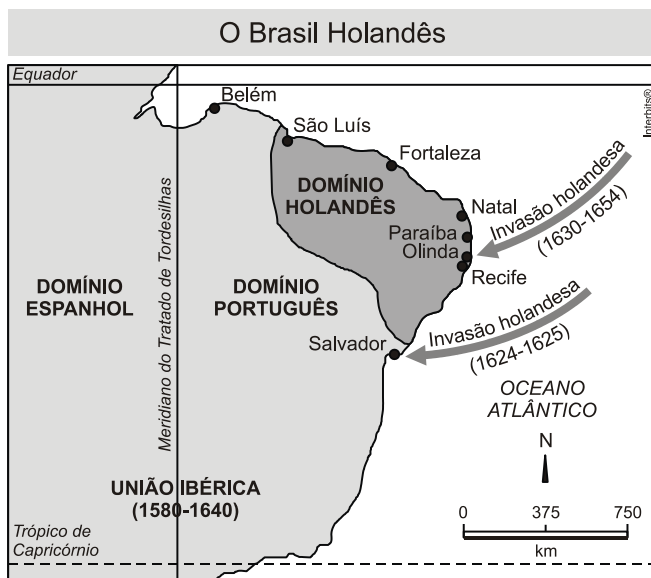 O Brasil Holandês
Equador
Belém
Interbits®
São Luís
Fortaleza
DOMÍNIO
HOLANDÊS
Natal
Paraíba
Olinda
Recife
Invasão holandesa
(1630-1654)
Meridiano do Tratado de Tordesilhas
DOMÍNIO
ESPANHOL
DOMÍNIO
PORTUGUÊS
Salvador
Invasão holandesa
(1624-1625)
OCEANO
ATLÂNTICO
N
UNIÃO IBÉRICA
(1580-1640)
0 375 750
km
Trópico de
Capricórnio